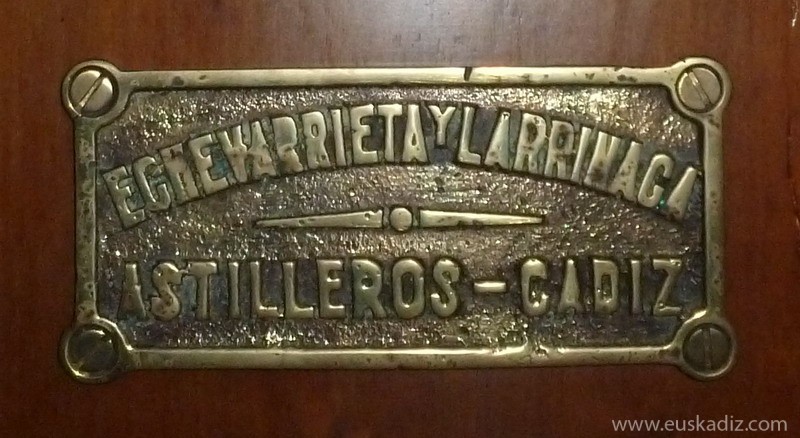 ECHEVARRIETA Y LARRINAGA
ASTILLEROS - CADIZ
www.euskadiz.com